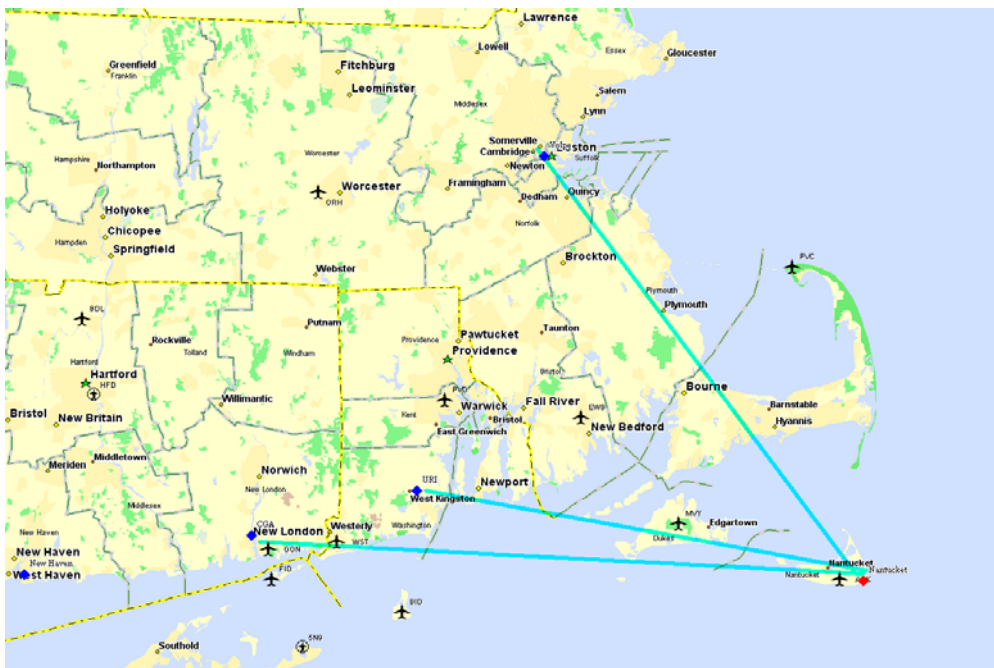 Lawrence
Lowell
Essex
Gloucester
Greenfield
Franklin
Fitchburg
Leominster
Middlesex
Salem
Lynn
Somerville
Cambridge
Boston
Suffolk
Newton
Hampshire
Northampton
Worcester
Worcester
ORH
Framingham
Dedham
Quincy
Norfolk
Holyoke
Chicopee
Hampden
Springfield
Webster
Brockton
PVC
Plymouth
Plymouth
BDL
Putnam
Rockville
Tolland
Windham
Providence
Pawtucket
Providence
Taunton
Bristol
Hartford
Hartford
HFD
Bourne
Bristol
New Britain
Willimantic
PVD
Kent
Warwick
Bristol
Fall River
EWB
New Bedford
East Greenwich
Barnstable
Hyannis
Meriden
Middletown
Norwich
New London
URI
West Kingston
Newport
Middlesex
CGA
New London
Westerly
Washington
MVY
Edgartown
Dukes
New Haven
GON
WST
New Haven
New Haven
West Haven
FID
Nantucket
Nantucket
Nantucket
BID
5N9
Southold